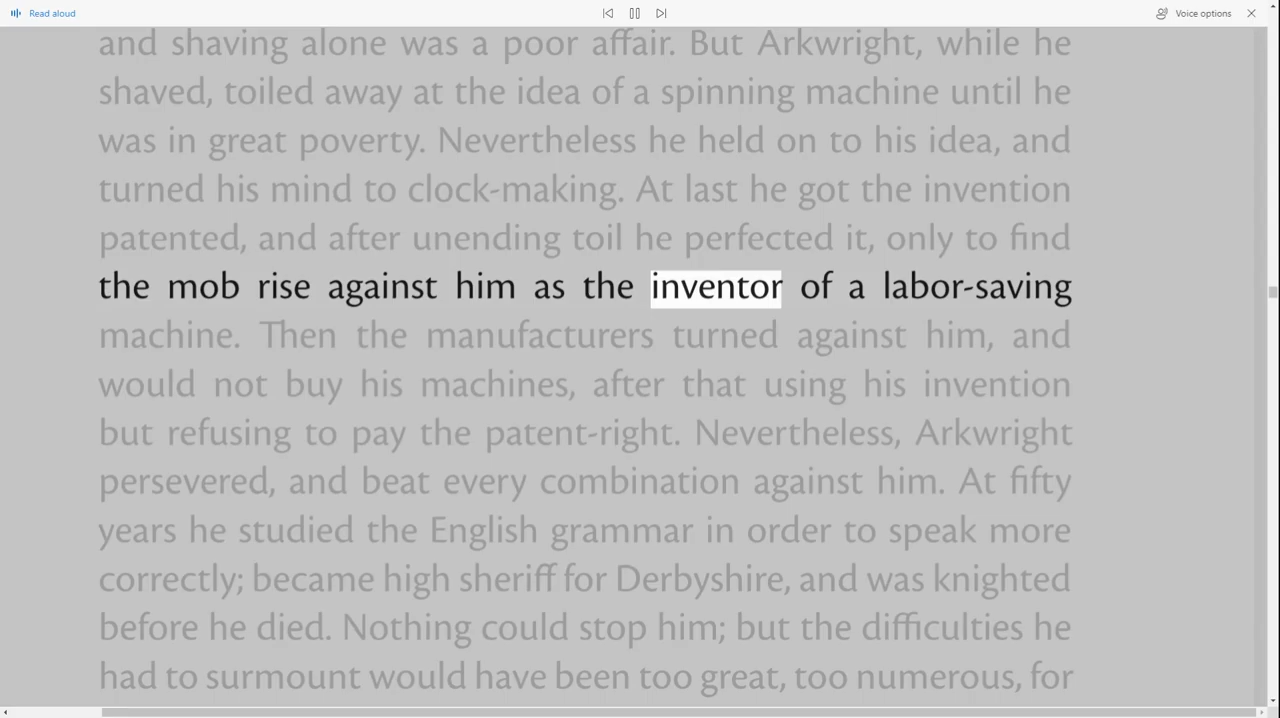 Read aloud
Voice options
and shaving alone was a poor affair. But Arkwright, while he
shaved, toiled away at the idea of a spinning machine until he
was in great poverty. Nevertheless he held on to his idea, and
turned his mind to clock-making. At last he got the invention
patented, and after unending toil he perfected it, only to find
the mob rise against him as the inventor of a labor-saving
machine. Then the manufacturers turned against him, and
would not buy his machines, after that using his invention
but refusing to pay the patent-right. Nevertheless, Arkwright
persevered, and beat every combination against him. At fifty
years he studied the English grammar in order to speak more
correctly; became high sheriff for Derbyshire, and was knighted
before he died. Nothing could stop him; but the difficulties he
had to surmount would have been too great, too numerous, for